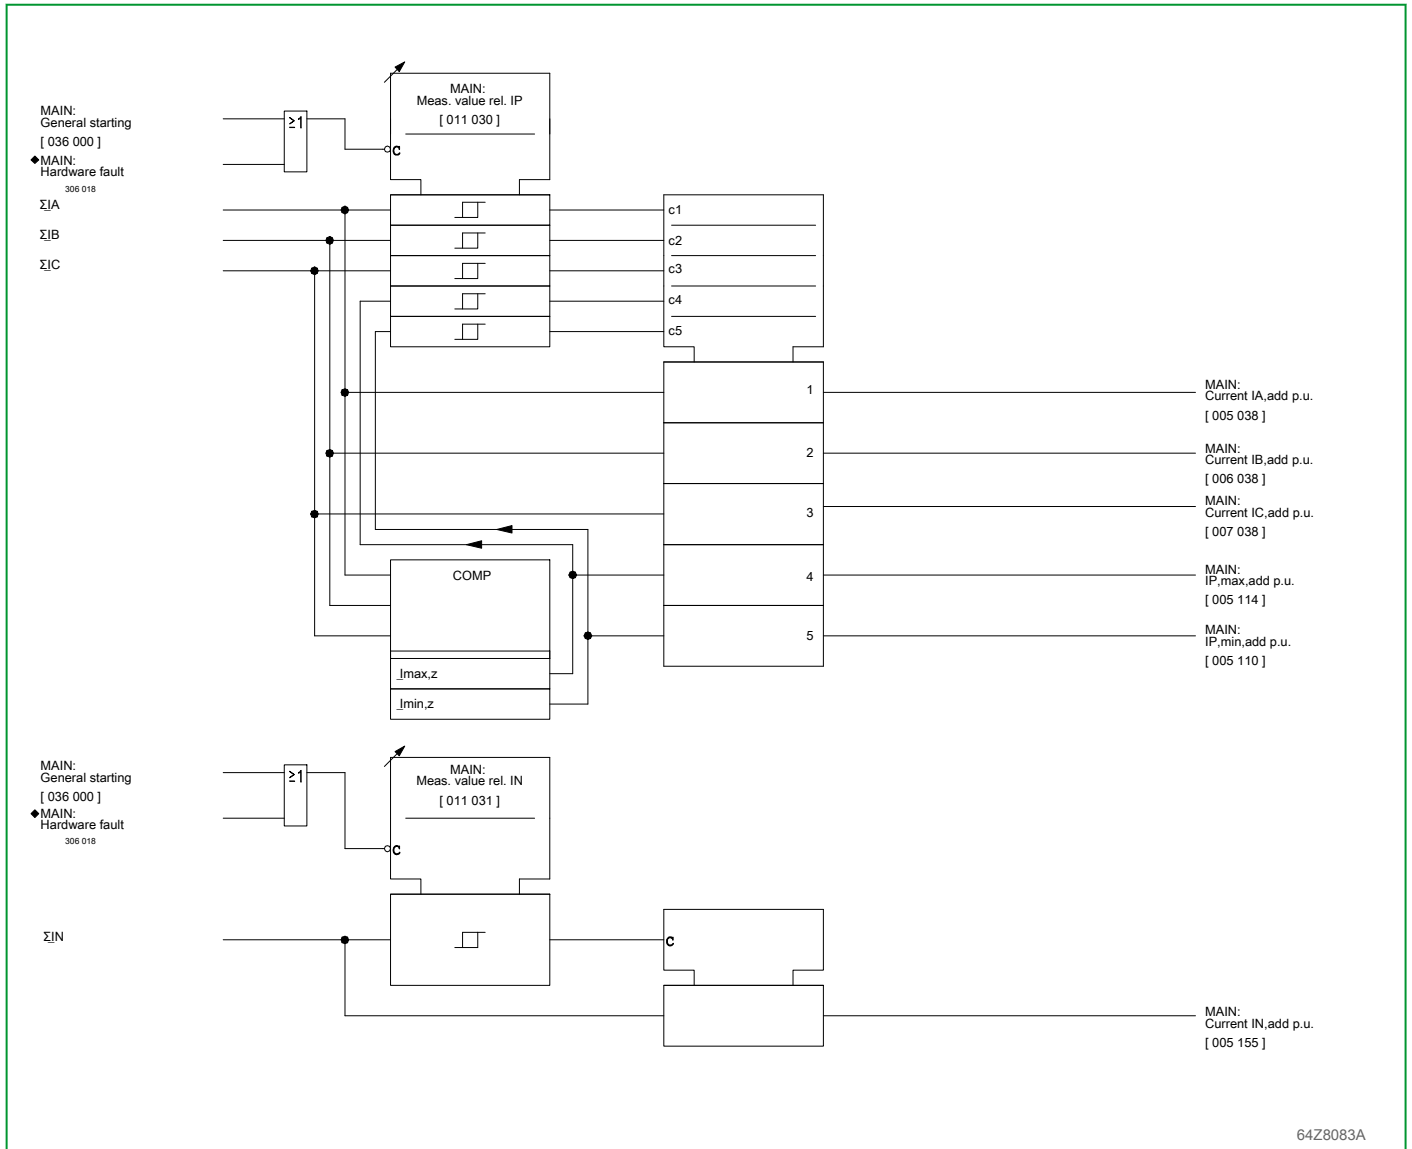 MAIN:
Meas. value rel. IP
[ 011 030 ]
MAIN:
General starting
[ 036 000 ]
◆MAIN:
Hardware fault
306 018
≥1
C
ΣIA
ΣIB
ΣIC
c1
c2
c3
c4
c5
1
2
3
4
5
MAIN:
Current IA,add p.u.
[ 005 038 ]
MAIN:
Current IB,add p.u.
[ 006 038 ]
MAIN:
Current IC,add p.u.
[ 007 038 ]
MAIN:
IP,max,add p.u.
[ 005 114 ]
MAIN:
IP,min,add p.u.
[ 005 110 ]
COMP
_Imax,z
_Imin,z
MAIN:
General starting
[ 036 000 ]
◆MAIN:
Hardware fault
306 018
≥1
MAIN:
Meas. value rel. IN
[ 011 031 ]
C
ΣIN
C
MAIN:
Current IN,add p.u.
[ 005 155 ]
64Z8083A